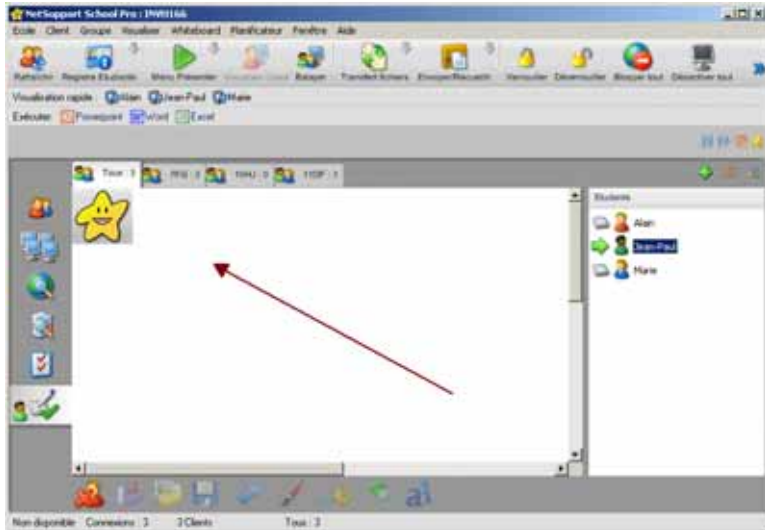 NetSupport School Pro : INV0166
Ecole Client Groupe Visualiser Whiteboard Planificateur Fenêtre Aide
Rafraîchir Registre Etudiants Menu Présenter Balayer Transfert fichiers Envoyer/Recueillir Verrouiller Déverrouiller Bloquer tout Désactiver tout
Visualisation rapide Alain Jean-Paul Marie
Exécuter Powerpoint Word Excel
Tous : 3
Students
Alain
Jean-Paul
Marie
Non disponible Connexions : 3 3 Clients Tous : 3